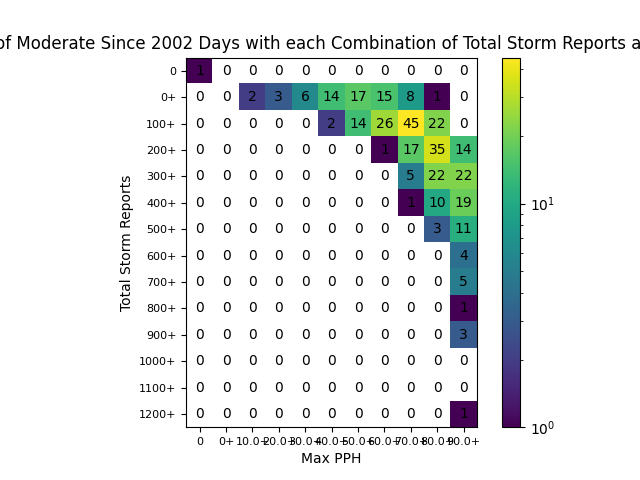 of Moderate Since 2002 Days with each Combination of Total Storm Reports a
0 1 0 0 0 0 0 0 0 0 0 0
0+ 0 0 2 3 6 14 17 15 8 1 0
100+ 0 0 0 0 0 2 14 26 45 22 0
200+ 0 0 0 0 0 0 0 1 17 35 14
300+ 0 0 0 0 0 0 0 0 5 22 22
400+ 0 0 0 0 0 0 0 0 1 10 19
500+ 0 0 0 0 0 0 0 0 0 3 11
600+ 0 0 0 0 0 0 0 0 0 0 4
700+ 0 0 0 0 0 0 0 0 0 0 5
800+ 0 0 0 0 0 0 0 0 0 0 1
900+ 0 0 0 0 0 0 0 0 0 0 3
1000+ 0 0 0 0 0 0 0 0 0 0 0
1100+ 0 0 0 0 0 0 0 0 0 0 0
1200+ 0 0 0 0 0 0 0 0 0 0 1
0 0+ 10.0+ 20.0+ 30.0+ 40.0+ 50.0+ 60.0+ 70.0+ 80.0+ 90.0+
Max PPH
Total Storm Reports
10^1
10^0